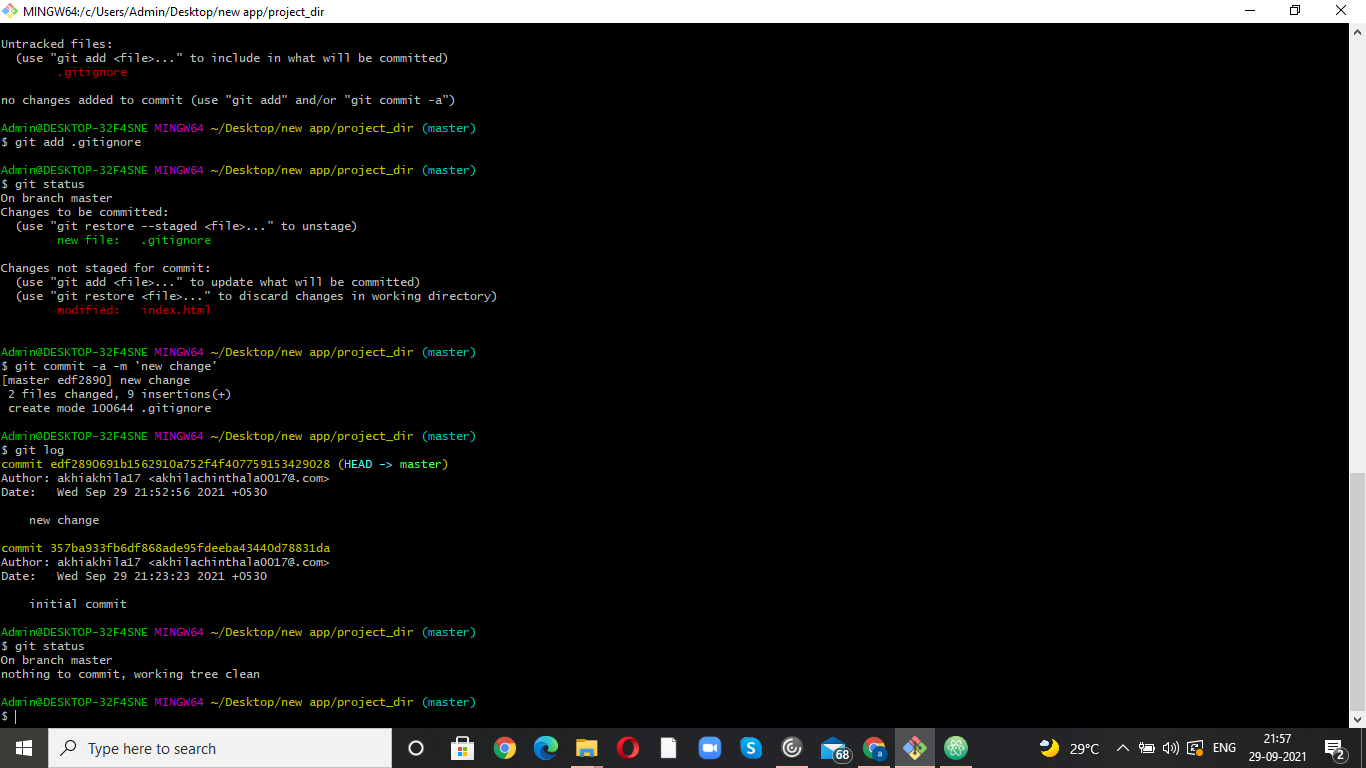 MINGW64:/c/Users/Admin/Desktop/new app/project_dir
Untracked files:
  (use "git add <file>..." to include in what will be committed)
        .gitignore
no changes added to commit (use "git add" and/or "git commit -a")
Admin@DESKTOP-32F4SNE MINGW64 ~/Desktop/new app/project_dir (master)
$ git add .gitignore
Admin@DESKTOP-32F4SNE MINGW64 ~/Desktop/new app/project_dir (master)
$ git status
On branch master
Changes to be committed:
  (use "git restore --staged <file>..." to unstage)
        new file:   .gitignore
Changes not staged for commit:
  (use "git add <file>..." to update what will be committed)
  (use "git restore <file>..." to discard changes in working directory)
        modified:   index.html
Admin@DESKTOP-32F4SNE MINGW64 ~/Desktop/new app/project_dir (master)
$ git commit -a -m 'new change'
[master edf2890] new change
 2 files changed, 9 insertions(+)
 create mode 100644 .gitignore
Admin@DESKTOP-32F4SNE MINGW64 ~/Desktop/new app/project_dir (master)
$ git log
commit edf2890691b1562910a752f4f407759153429028 (HEAD -> master)
Author: akhiakhila17 <akhilachinthala0017@.com>
Date:   Wed Sep 29 21:52:56 2021 +0530
    new change
commit 357ba933fb6df868ade95fdeeba43440d78831da
Author: akhiakhila17 <akhilachinthala0017@.com>
Date:   Wed Sep 29 21:23:23 2021 +0530
    initial commit
Admin@DESKTOP-32F4SNE MINGW64 ~/Desktop/new app/project_dir (master)
$ git status
On branch master
nothing to commit, working tree clean
Admin@DESKTOP-32F4SNE MINGW64 ~/Desktop/new app/project_dir (master)
$
Type here to search
68
29°C
ENG
21:57
29-09-2021
2